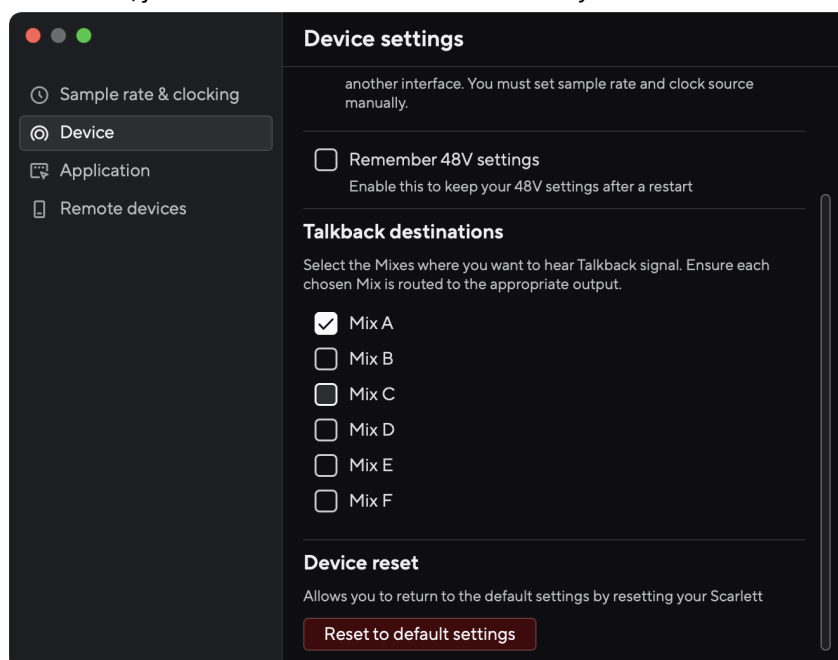 Device settings
Sample rate & clocking
Device
Application
Remote devices
another interface. You must set sample rate and clock source
manually.
Remember 48V settings
Enable this to keep your 48V settings after a restart
Talkback destinations
Select the Mixes where you want to hear Talkback signal. Ensure each
chosen Mix is routed to the appropriate output.
Mix A
Mix B
Mix C
Mix D
Mix E
Mix F
Device reset
Allows you to return to the default settings by resetting your Scarlett
Reset to default settings